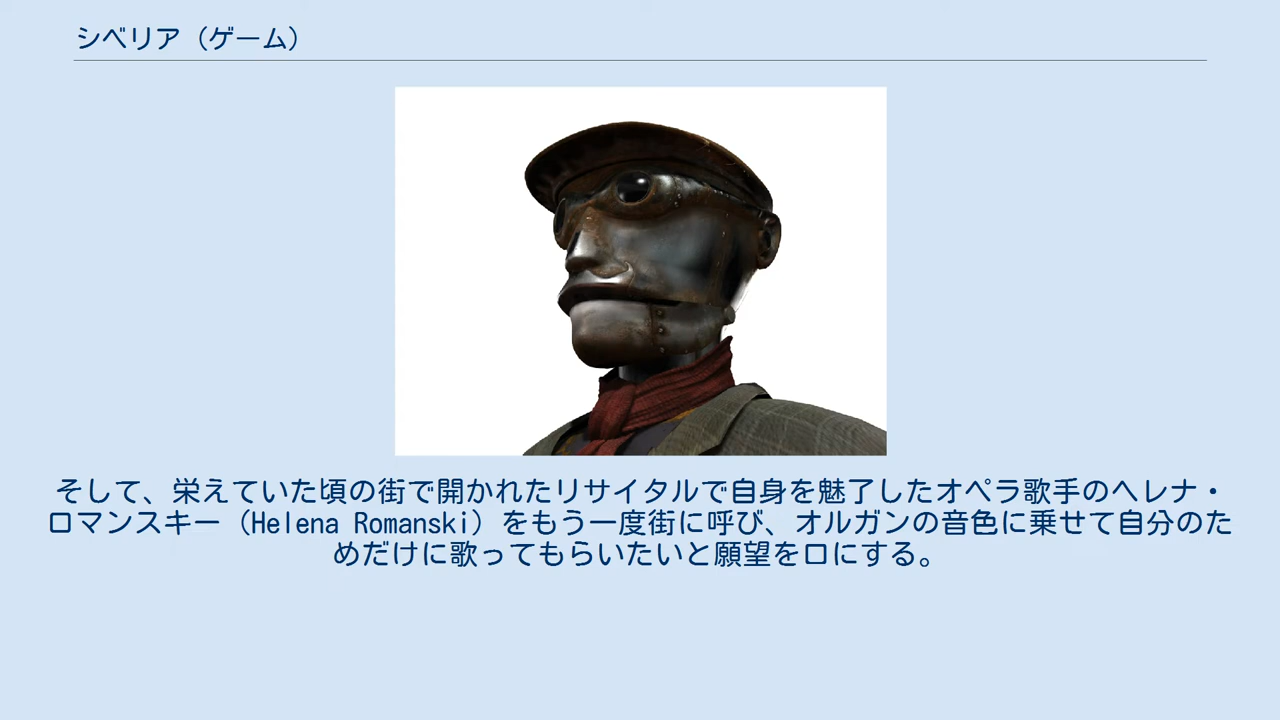 シベリア（ゲーム）
そして、栄えていた頃の街で開かれたリサイタルで自身を魅了したオペラ歌手のヘレナ・
ロマンスキー（Helena Romanski）をもう一度街に呼び、オルガンの音色に乗せて自分のた
めだけに歌ってもらいたいと願望を口にする。